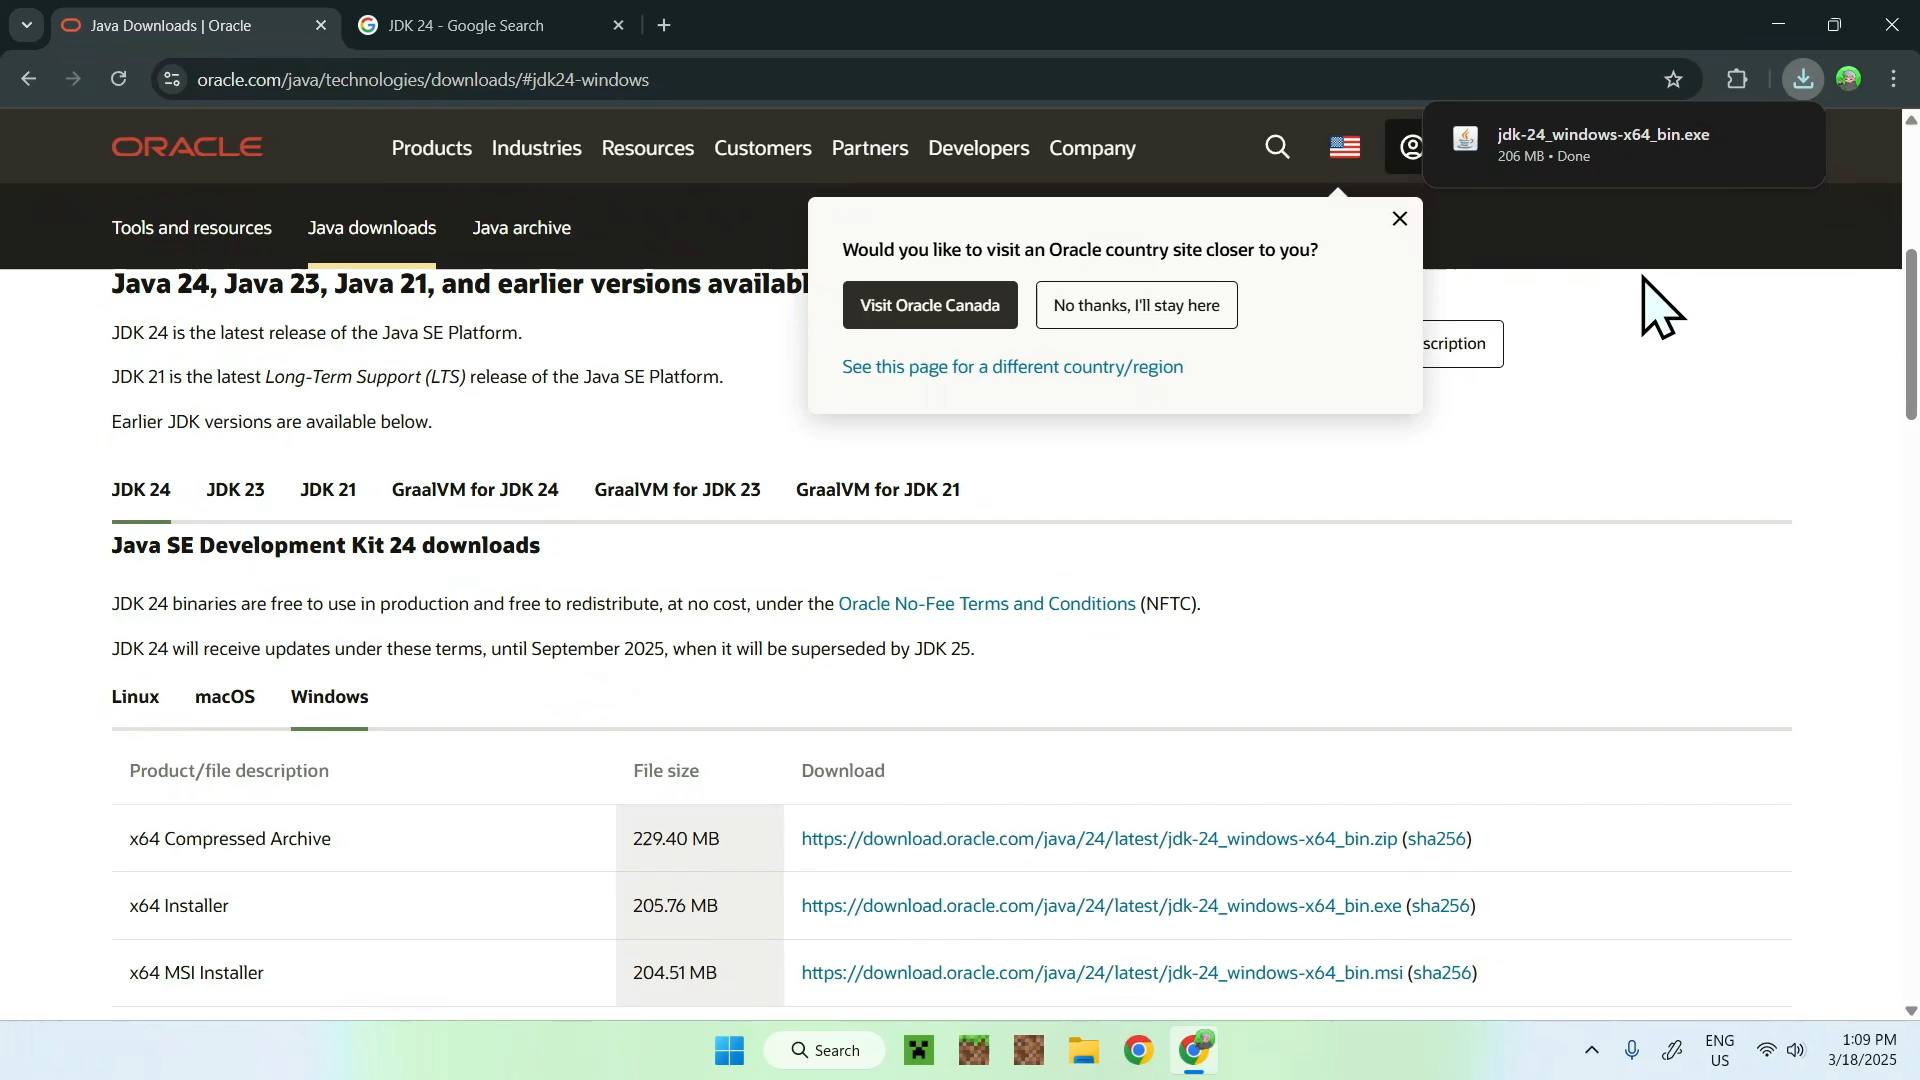 Java Downloads | Oracle
JDK 24 - Google Search
oracle.com/java/technologies/downloads/#jdk24-windows
jdk-24_windows-x64_bin.exe
206 MB • Done
ORACLE
Products Industries Resources Customers Partners Developers Company
Tools and resources Java downloads Java archive
Would you like to visit an Oracle country site closer to you?
Visit Oracle Canada No thanks, I'll stay here
See this page for a different country/region
Java 24, Java 23, Java 21, and earlier versions availabl
scription
JDK 24 is the latest release of the Java SE Platform.
JDK 21 is the latest Long-Term Support (LTS) release of the Java SE Platform.
Earlier JDK versions are available below.
JDK 24 JDK 23 JDK 21 GraalVM for JDK 24 GraalVM for JDK 23 GraalVM for JDK 21
Java SE Development Kit 24 downloads
JDK 24 binaries are free to use in production and free to redistribute, at no cost, under the Oracle No-Fee Terms and Conditions (NFTC).
JDK 24 will receive updates under these terms, until September 2025, when it will be superseded by JDK 25.
Linux macOS Windows
Product/file description File size Download
x64 Compressed Archive 229.40 MB https://download.oracle.com/java/24/latest/jdk-24_windows-x64_bin.zip (sha256)
x64 Installer 205.76 MB https://download.oracle.com/java/24/latest/jdk-24_windows-x64_bin.exe (sha256)
x64 MSI Installer 204.51 MB https://download.oracle.com/java/24/latest/jdk-24_windows-x64_bin.msi (sha256)
Search
ENG
US
1:09 PM
3/18/2025